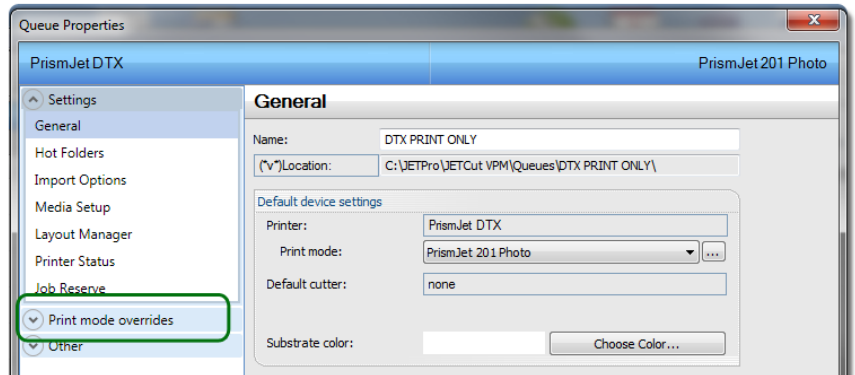 Queue Properties
PrismJet DTX
PrismJet 201 Photo
Settings
General
Hot Folders
Import Options
Media Setup
Layout Manager
Printer Status
Job Reserve
Print mode overrides
Other
General
Name: DTX PRINT ONLY
("v")Location: C:\JETPro\JETCut VPM\Queues\DTX PRINT ONLY\
Default device settings
Printer: PrismJet DTX
Print mode: PrismJet 201 Photo ...
Default cutter: none
Substrate color: Choose Color...